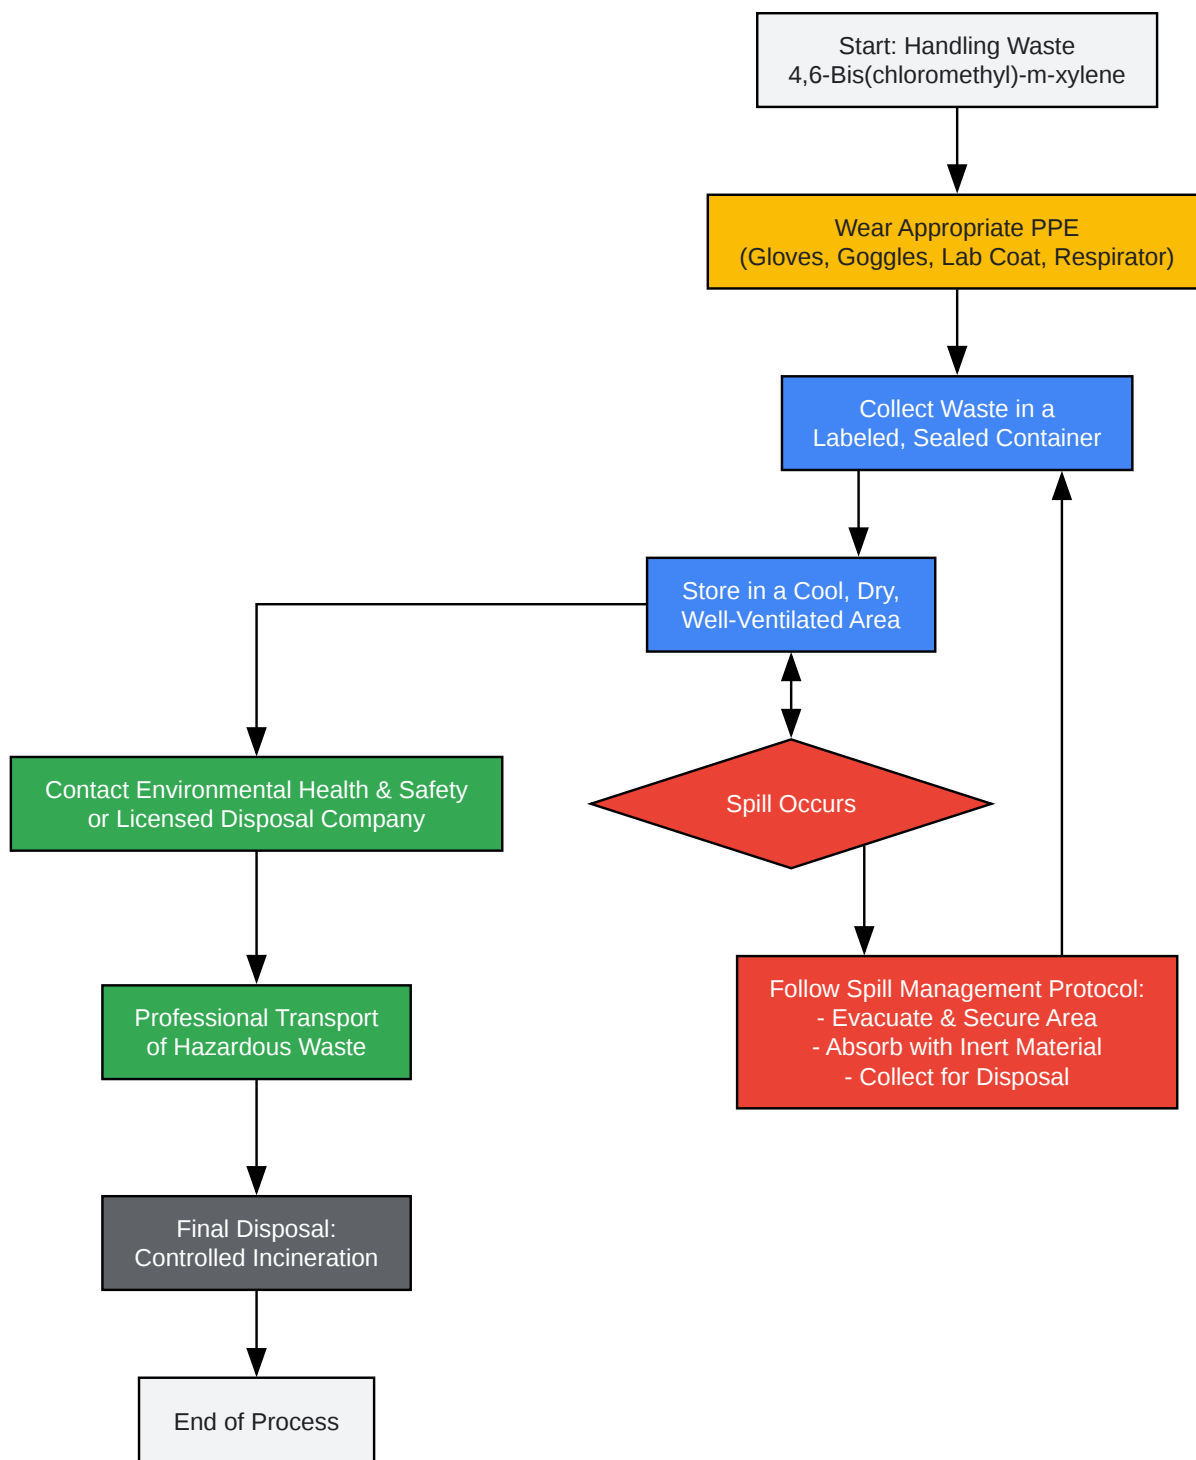 Start: Handling Waste
4,6-Bis(chloromethyl)-m-xylene
Wear Appropriate PPE
(Gloves, Goggles, Lab Coat, Respirator)
Collect Waste in a
Labeled, Sealed Container
Store in a Cool, Dry,
Well-Ventilated Area
Contact Environmental Health & Safety
or Licensed Disposal Company
Spill Occurs
Follow Spill Management Protocol:
- Evacuate & Secure Area
- Absorb with Inert Material
- Collect for Disposal
Professional Transport
of Hazardous Waste
Final Disposal:
Controlled Incineration
End of Process